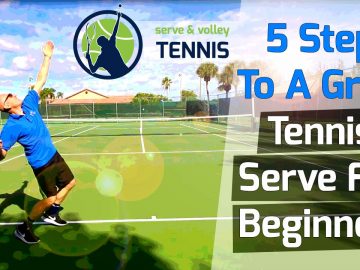 serve & volley
TENNIS
5 Step
To A Gr
Tennis
Serve F
Beginne